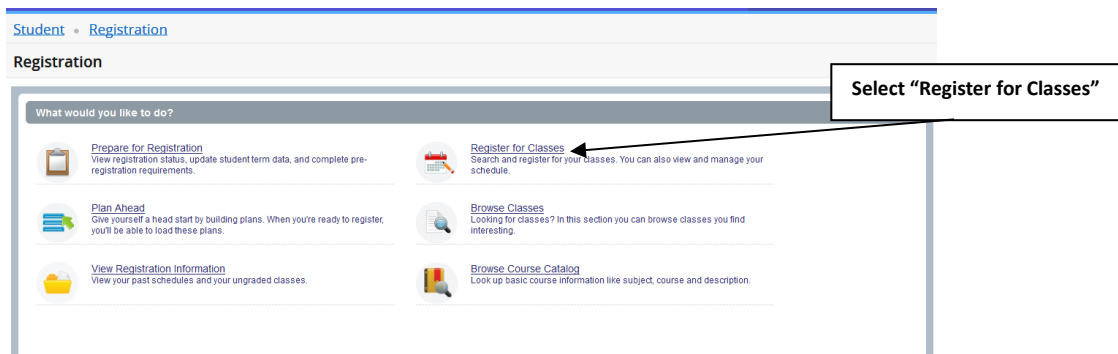 Student • Registration
Registration
Select “Register for Classes”
What would you like to do?
Prepare for Registration
View registration status, update student term data, and complete pre-
registration requirements.
Register for Classes
Search and register for your classes. You can also view and manage your
schedule.
Plan Ahead
Give yourself a head start by building plans. When you're ready to register,
you'll be able to load these plans.
Browse Classes
Looking for classes? In this section you can browse classes you find
interesting.
View Registration Information
View your past schedules and your ungraded classes.
Browse Course Catalog
Look up basic course information like subject, course and description.